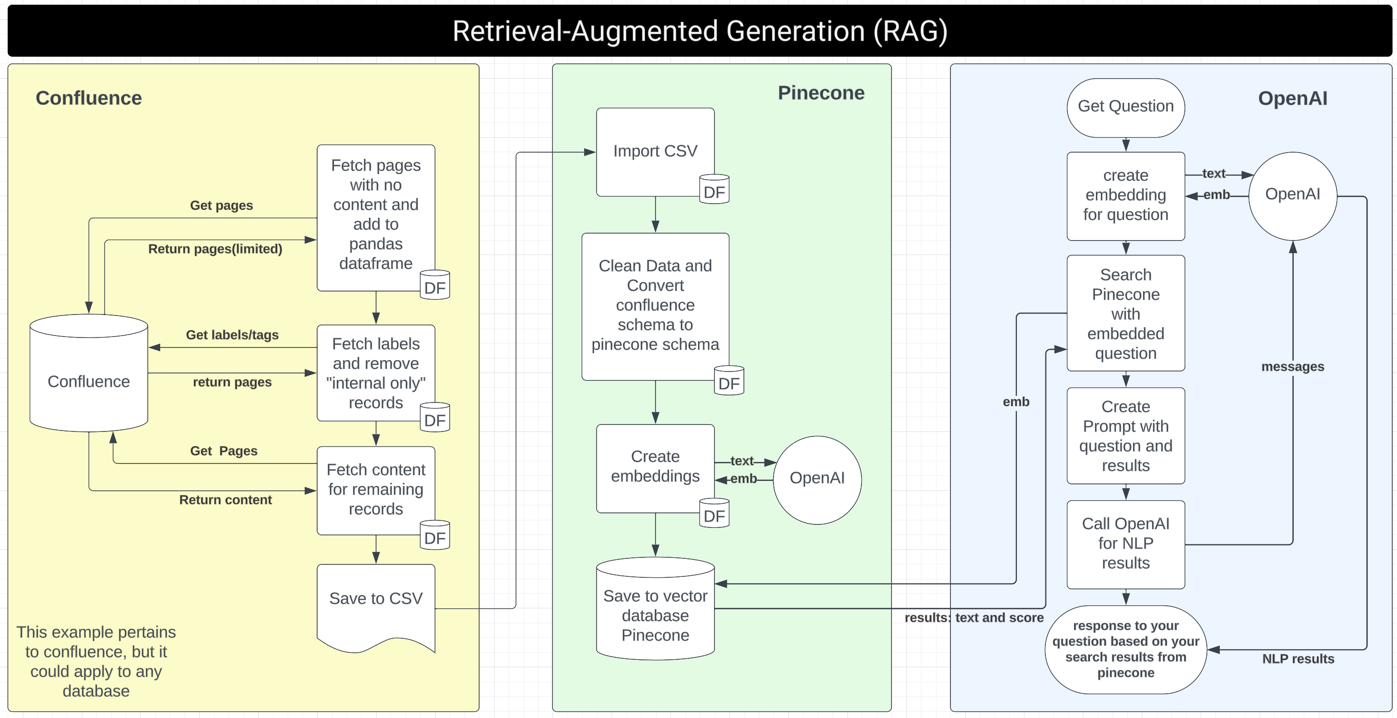 Retrieval-Augmented Generation (RAG)
Confluence
Fetch pages
with no
content and
add to
pandas
dataframe
DF
Get pages
Return pages(limited)
Confluence
Get labels/tags
return pages
Fetch labels
and remove
"internal only"
records
DF
Get  Pages
Return content
Fetch content
for remaining
records
DF
Save to CSV
This example pertains
to confluence, but it
could apply to any
database
Pinecone
Import CSV
DF
Clean Data and
Convert
confluence
schema to
pinecone schema
DF
Create
embeddings
DF
text
emb
OpenAI
Save to vector
database
Pinecone
OpenAI
Get Question
create
embedding
for question
text
emb
OpenAI
Search
Pinecone
with
embedded
question
emb
results: text and score
Create
Prompt with
question and
results
messages
Call OpenAI
for NLP
results
response to your
question based on your
search results from
pinecone
NLP results